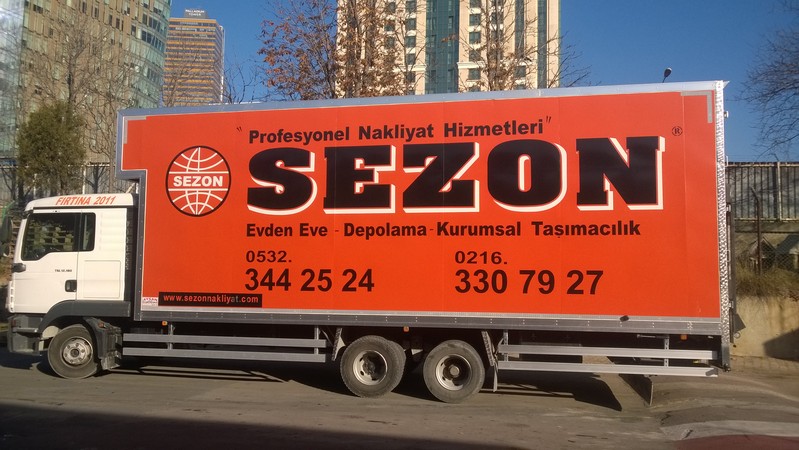 " Profesyonel Nakliyat Hizmetleri "
SEZON ®
SEZON
FIRTINA 2011
Evden Eve - Depolama - Kurumsal Taşımacılık
0532. 0216.
344 25 24 330 79 27
www.sezonnakliyat.com